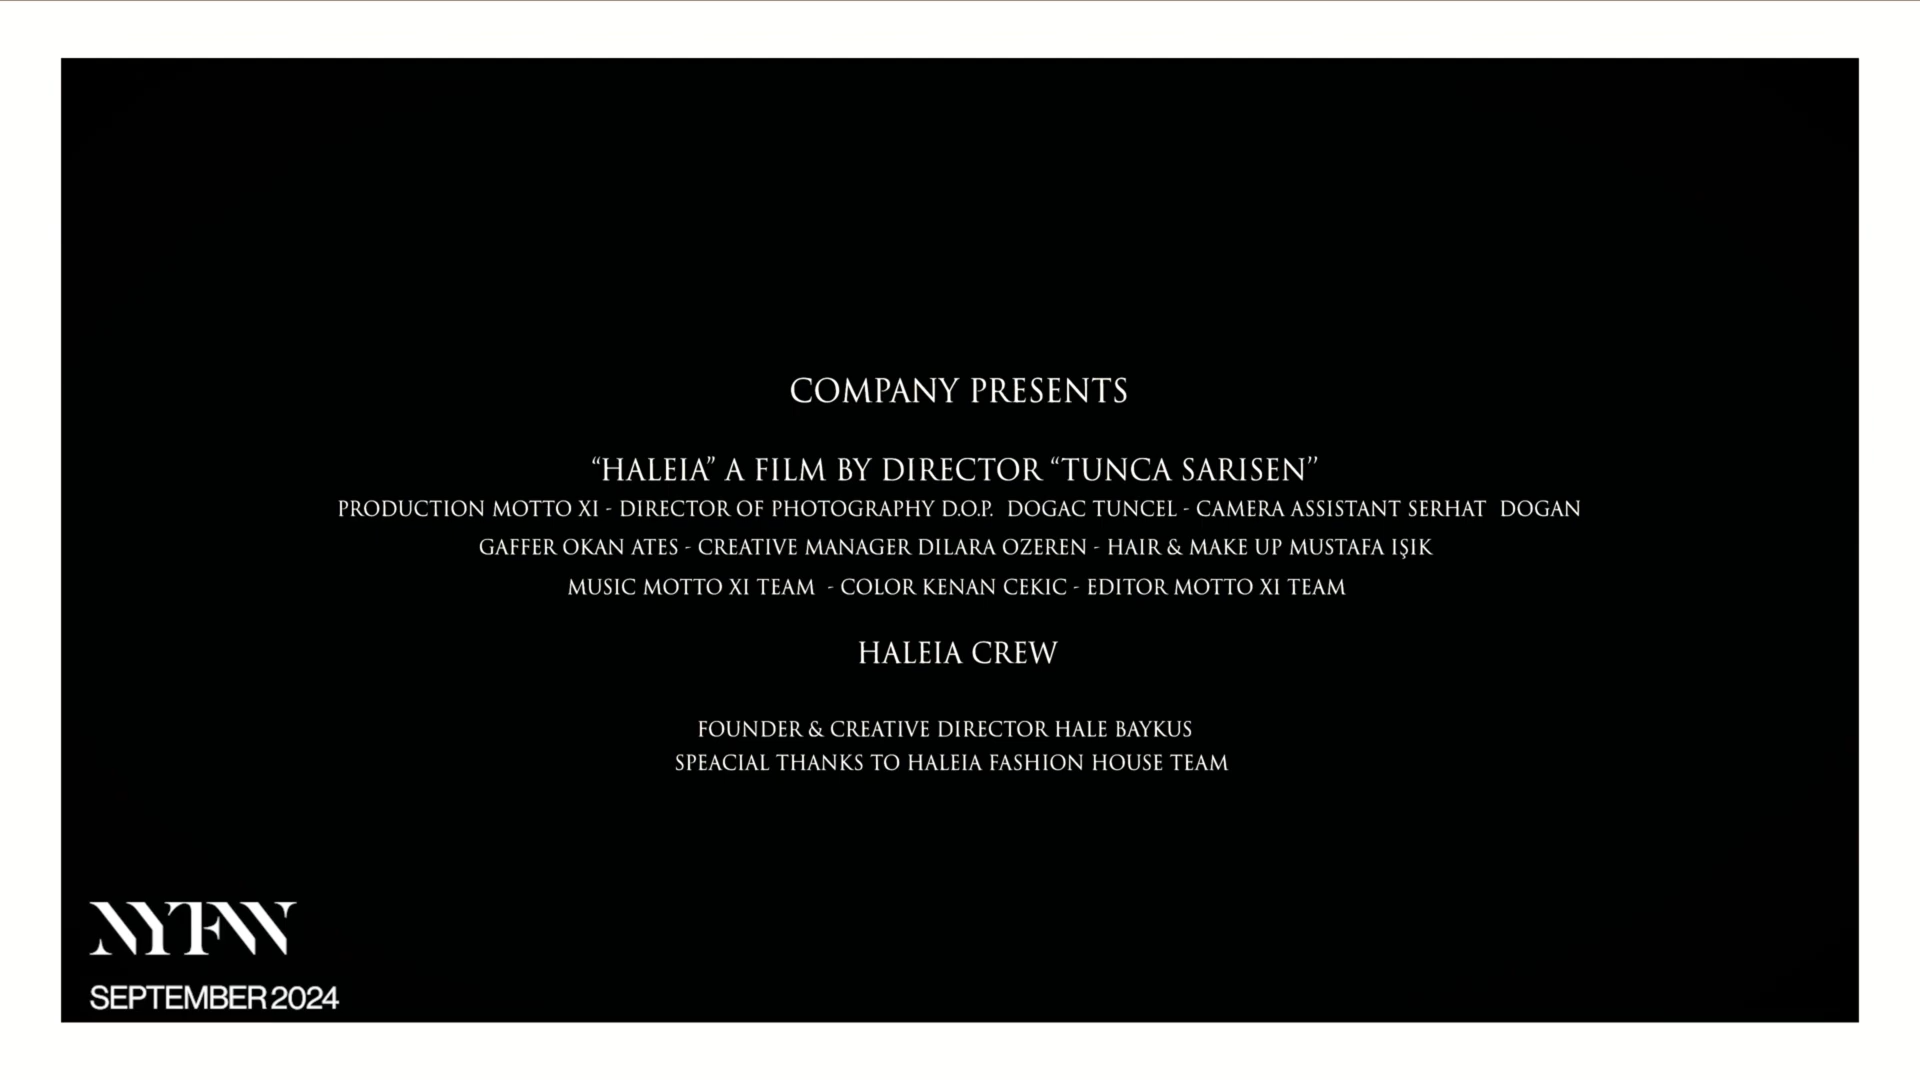 COMPANY PRESENTS
“HALEIA” A FILM BY DIRECTOR “TUNCA SARISEN’’
PRODUCTION MOTTO XI - DIRECTOR OF PHOTOGRAPHY D.O.P. DOGAC TUNCEL - CAMERA ASSISTANT SERHAT DOGAN
GAFFER OKAN ATES - CREATIVE MANAGER DILARA OZEREN - HAIR & MAKE UP MUSTAFA IŞIK
MUSIC MOTTO XI TEAM - COLOR KENAN CEKIC - EDITOR MOTTO XI TEAM
HALEIA CREW
FOUNDER & CREATIVE DIRECTOR HALE BAYKUS
SPEACIAL THANKS TO HALEIA FASHION HOUSE TEAM
NYFW
SEPTEMBER 2024